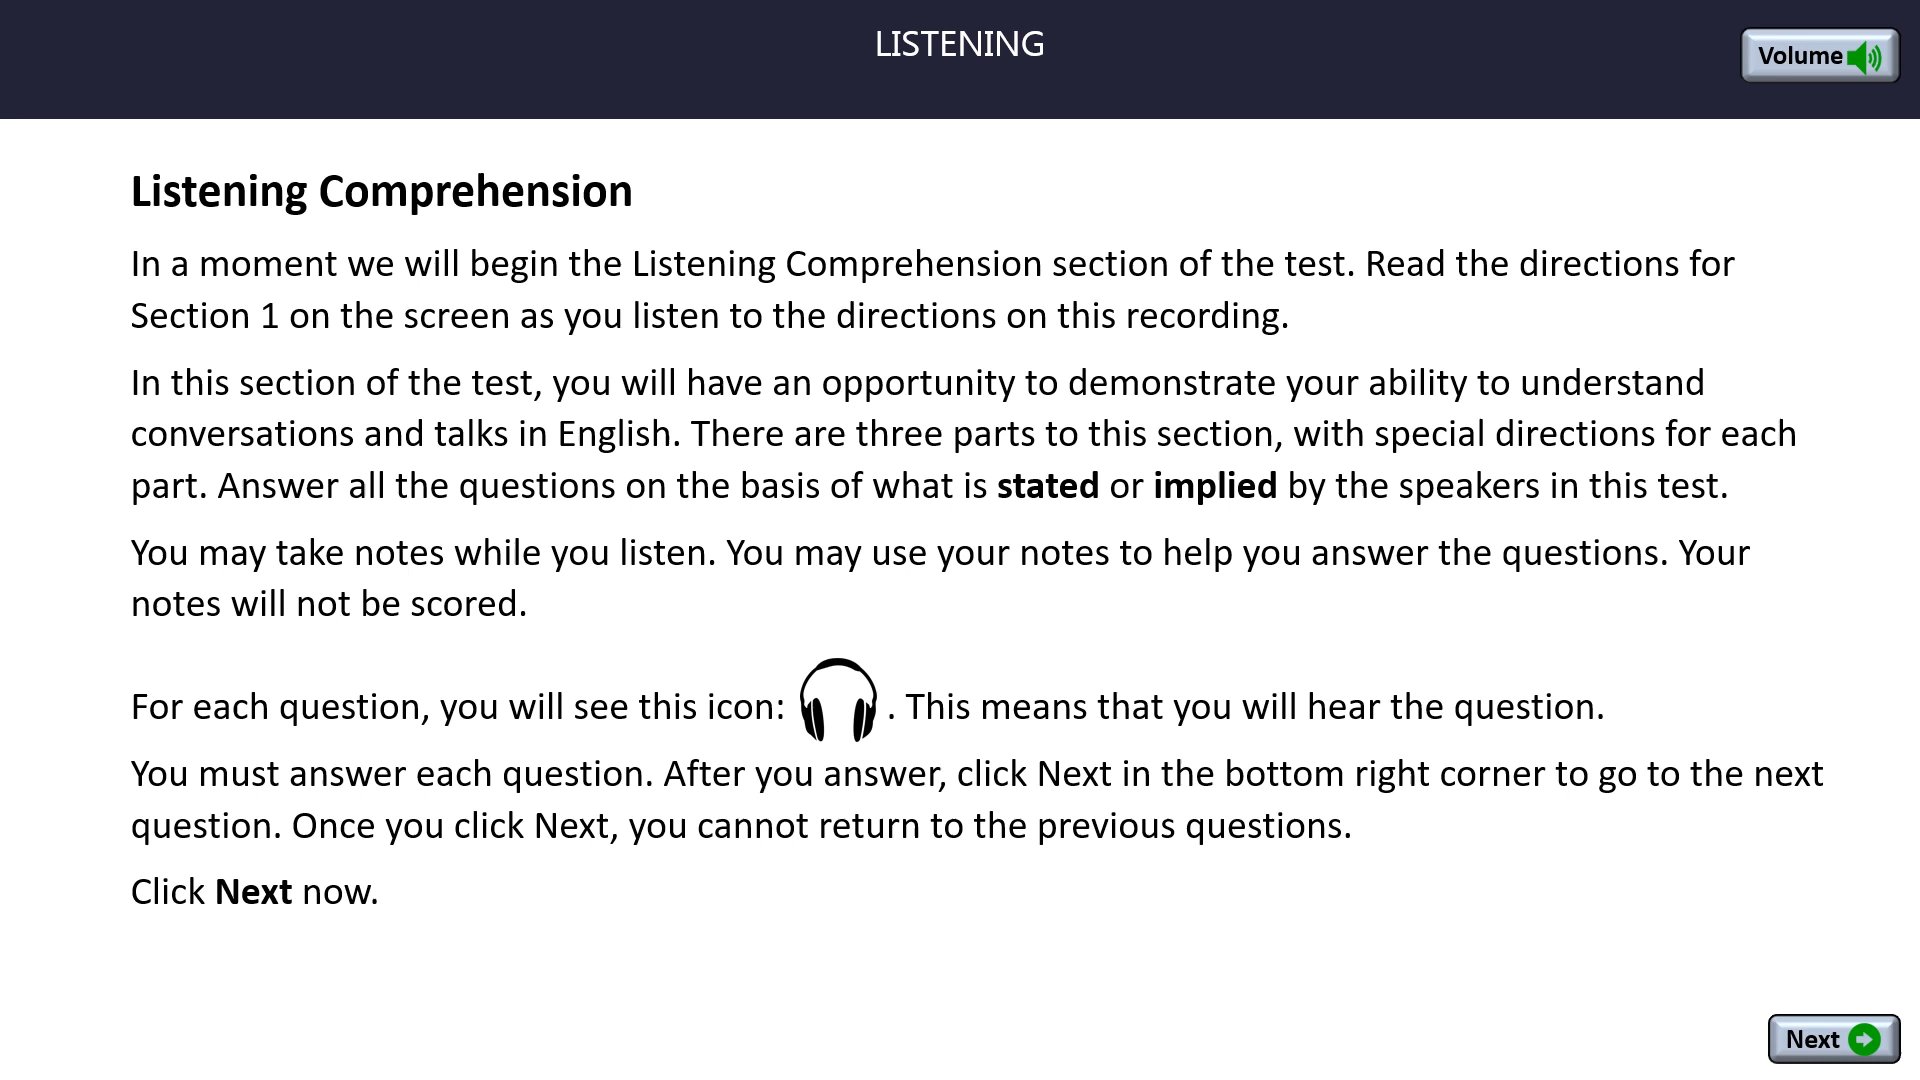 LISTENING
Volume
Listening Comprehension
In a moment we will begin the Listening Comprehension section of the test. Read the directions for
Section 1 on the screen as you listen to the directions on this recording.
In this section of the test, you will have an opportunity to demonstrate your ability to understand
conversations and talks in English. There are three parts to this section, with special directions for each
part. Answer all the questions on the basis of what is stated or implied by the speakers in this test.
You may take notes while you listen. You may use your notes to help you answer the questions. Your
notes will not be scored.
For each question, you will see this icon: . This means that you will hear the question.
You must answer each question. After you answer, click Next in the bottom right corner to go to the next
question. Once you click Next, you cannot return to the previous questions.
Click Next now.
Next